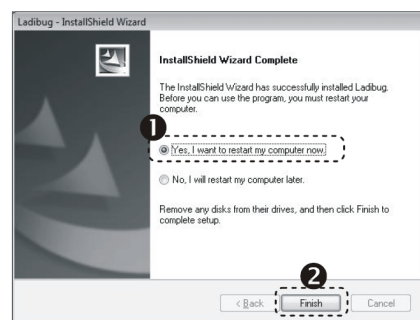 Ladibug - InstallShield Wizard
InstallShield Wizard Complete
The InstallShield Wizard has successfully installed Ladibug.
Before you can use the program, you must restart your
computer.
1
Yes, I want to restart my computer now.
No, I will restart my computer later.
Remove any disks from their drives, and then click Finish to
complete setup.
2
< Back Finish Cancel